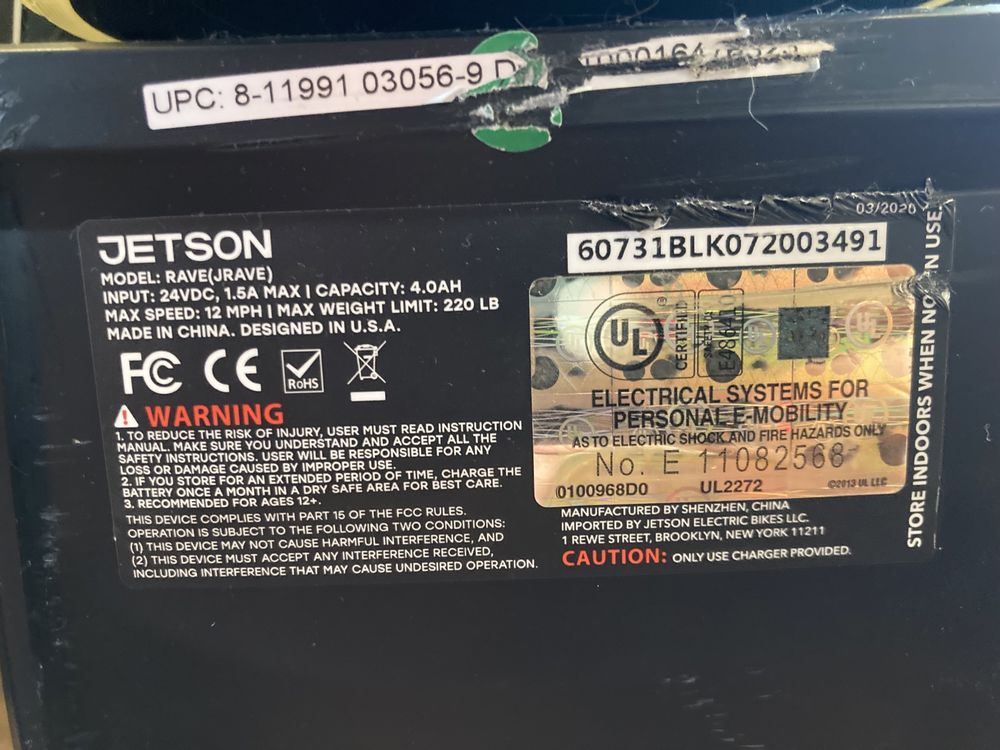 UPC: 8-11991 03056-9
JETSON
MODEL: RAVE(JRAVE)
INPUT: 24VDC, 1.5A MAX I CAPACITY: 4.0AH
MAX SPEED: 12 MPH | MAX WEIGHT LIMIT: 220 LB
MADE IN CHINA. DESIGNED IN U.S.A.
FC CE RoHS
WARNING
1. TO REDUCE THE RISK OF INJURY, USER MUST READ INSTRUCTION
MANUAL. MAKE SURE YOU UNDERSTAND AND ACCEPT ALL THE
SAFETY INSTRUCTIONS. USER WILL BE RESPONSIBLE FOR ANY
LOSS OR DAMAGE CAUSED BY IMPROPER USE.
2. IF YOU STORE FOR AN EXTENDED PERIOD OF TIME, CHARGE THE
BATTERY ONCE A MONTH IN A DRY SAFE AREA FOR BEST CARE.
3. RECOMMENDED FOR AGES 12+.
THIS DEVICE COMPLIES WITH PART 15 OF THE FCC RULES.
OPERATION IS SUBJECT TO THE FOLLOWING TWO CONDITIONS:
(1) THIS DEVICE MAY NOT CAUSE HARMFUL INTERFERENCE, AND
(2) THIS DEVICE MUST ACCEPT ANY INTERFERENCE RECEIVED,
INCLUDING INTERFERENCE THAT MAY CAUSE UNDESIRED OPERATION.
03/2020
60731BLK072003491
UL
CERTIFIED
ELECTRICAL SYSTEMS FOR
PERSONAL E-MOBILITY
AS TO ELECTRIC SHOCK AND FIRE HAZARDS ONLY
No. E 11082568
0100968D0 UL2272 ©2013 UL LLC
MANUFACTURED BY SHENZHEN, CHINA
IMPORTED BY JETSON ELECTRIC BIKES LLC.
1 REWE STREET, BROOKLYN, NEW YORK 11211
CAUTION: ONLY USE CHARGER PROVIDED.
STORE INDOORS WHEN NOT IN USE.